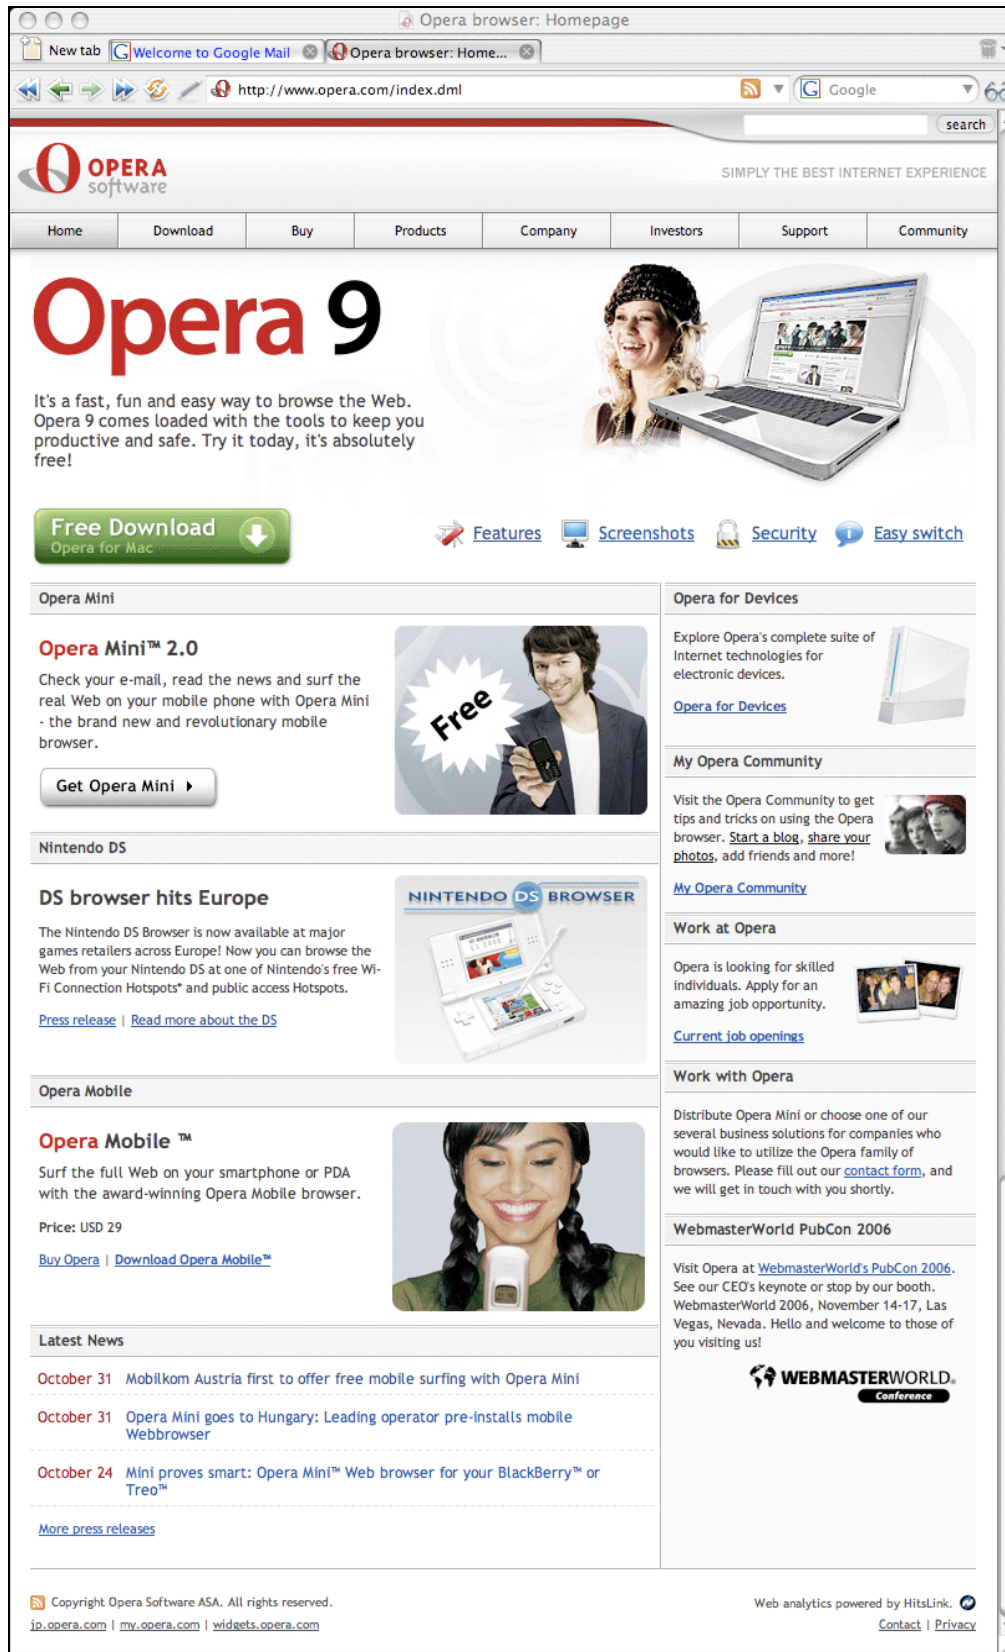 Opera browser: Homepage
New tab
Welcome to Google Mail
Opera browser: Home...
http://www.opera.com/index.dml
Google
search
OPERA
software
SIMPLY THE BEST INTERNET EXPERIENCE
Home
Download
Buy
Products
Company
Investors
Support
Community
Opera 9
It's a fast, fun and easy way to browse the Web.
Opera 9 comes loaded with the tools to keep you
productive and safe. Try it today, it's absolutely
free!
Free Download
Opera for Mac
Features
Screenshots
Security
Easy switch
Opera Mini
Opera Mini™ 2.0
Check your e-mail, read the news and surf the
real Web on your mobile phone with Opera Mini
- the brand new and revolutionary mobile
browser.
Get Opera Mini
Free
Nintendo DS
DS browser hits Europe
The Nintendo DS Browser is now available at major
games retailers across Europe! Now you can browse the
Web from your Nintendo DS at one of Nintendo's free Wi-
Fi Connection Hotspots* and public access Hotspots.
Press release | Read more about the DS
NINTENDO DS BROWSER
Opera Mobile
Opera Mobile ™
Surf the full Web on your smartphone or PDA
with the award-winning Opera Mobile browser.
Price: USD 29
Buy Opera | Download Opera Mobile™
Latest News
October 31 Mobilkom Austria first to offer free mobile surfing with Opera Mini
October 31 Opera Mini goes to Hungary: Leading operator pre-installs mobile
Webbrowser
October 24 Mini proves smart: Opera Mini™ Web browser for your BlackBerry™ or
Treo™
More press releases
Opera for Devices
Explore Opera's complete suite of
Internet technologies for
electronic devices.
Opera for Devices
My Opera Community
Visit the Opera Community to get
tips and tricks on using the Opera
browser. Start a blog, share your
photos, add friends and more!
My Opera Community
Work at Opera
Opera is looking for skilled
individuals. Apply for an
amazing job opportunity.
Current job openings
Work with Opera
Distribute Opera Mini or choose one of our
several business solutions for companies who
would like to utilize the Opera family of
browsers. Please fill out our contact form, and
we will get in touch with you shortly.
WebmasterWorld PubCon 2006
Visit Opera at WebmasterWorld's PubCon 2006.
See our CEO's keynote or stop by our booth.
WebmasterWorld 2006, November 14-17, Las
Vegas, Nevada. Hello and welcome to those of
you visiting us!
WEBMASTERWORLD®
Conference
Copyright Opera Software ASA. All rights reserved.
jp.opera.com | my.opera.com | widgets.opera.com
Web analytics powered by HitsLink.
Contact | Privacy